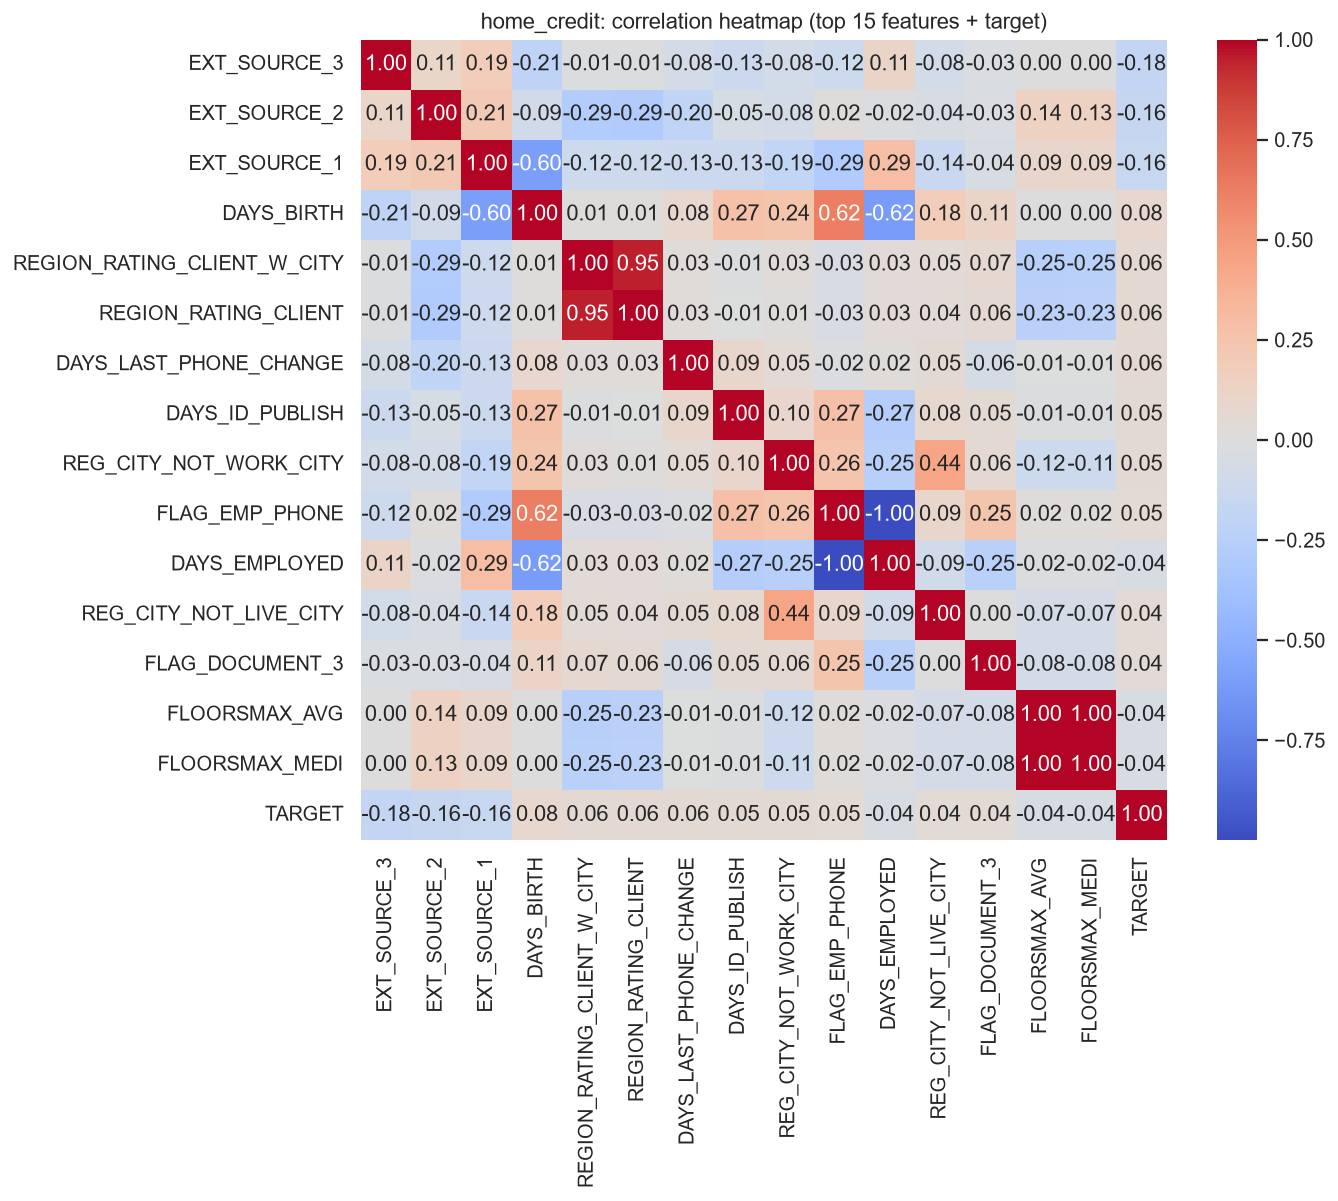 home_credit: correlation heatmap (top 15 features + target)
EXT_SOURCE_3 1.00 0.11 0.19 -0.21 -0.01 -0.01 -0.08 -0.13 -0.08 -0.12 0.11 -0.08 -0.03 0.00 0.00 -0.18
EXT_SOURCE_2 0.11 1.00 0.21 -0.09 -0.29 -0.29 -0.20 -0.05 -0.08 0.02 -0.02 -0.04 -0.03 0.14 0.13 -0.16
EXT_SOURCE_1 0.19 0.21 1.00 -0.60 -0.12 -0.12 -0.13 -0.13 -0.19 -0.29 0.29 -0.14 -0.04 0.09 0.09 -0.16
DAYS_BIRTH -0.21 -0.09 -0.60 1.00 0.01 0.01 0.08 0.27 0.24 0.62 -0.62 0.18 0.11 0.00 0.00 0.08
REGION_RATING_CLIENT_W_CITY -0.01 -0.29 -0.12 0.01 1.00 0.95 0.03 -0.01 0.03 -0.03 0.03 0.05 0.07 -0.25 -0.25 0.06
REGION_RATING_CLIENT -0.01 -0.29 -0.12 0.01 0.95 1.00 0.03 -0.01 0.01 -0.03 0.03 0.04 0.06 -0.23 -0.23 0.06
DAYS_LAST_PHONE_CHANGE -0.08 -0.20 -0.13 0.08 0.03 0.03 1.00 0.09 0.05 -0.02 0.02 0.05 -0.06 -0.01 -0.01 0.06
DAYS_ID_PUBLISH -0.13 -0.05 -0.13 0.27 -0.01 -0.01 0.09 1.00 0.10 0.27 -0.27 0.08 0.05 -0.01 -0.01 0.05
REG_CITY_NOT_WORK_CITY -0.08 -0.08 -0.19 0.24 0.03 0.01 0.05 0.10 1.00 0.26 -0.25 0.44 0.06 -0.12 -0.11 0.05
FLAG_EMP_PHONE -0.12 0.02 -0.29 0.62 -0.03 -0.03 -0.02 0.27 0.26 1.00 -1.00 0.09 0.25 0.02 0.02 0.05
DAYS_EMPLOYED 0.11 -0.02 0.29 -0.62 0.03 0.03 0.02 -0.27 -0.25 -1.00 1.00 -0.09 -0.25 -0.02 -0.02 -0.04
REG_CITY_NOT_LIVE_CITY -0.08 -0.04 -0.14 0.18 0.05 0.04 0.05 0.08 0.44 0.09 -0.09 1.00 0.00 -0.07 -0.07 0.04
FLAG_DOCUMENT_3 -0.03 -0.03 -0.04 0.11 0.07 0.06 -0.06 0.05 0.06 0.25 -0.25 0.00 1.00 -0.08 -0.08 0.04
FLOORSMAX_AVG 0.00 0.14 0.09 0.00 -0.25 -0.23 -0.01 -0.01 -0.12 0.02 -0.02 -0.07 -0.08 1.00 1.00 -0.04
FLOORSMAX_MEDI 0.00 0.13 0.09 0.00 -0.25 -0.23 -0.01 -0.01 -0.11 0.02 -0.02 -0.07 -0.08 1.00 1.00 -0.04
TARGET -0.18 -0.16 -0.16 0.08 0.06 0.06 0.06 0.05 0.05 0.05 -0.04 0.04 0.04 -0.04 -0.04 1.00
EXT_SOURCE_3
EXT_SOURCE_2
EXT_SOURCE_1
DAYS_BIRTH
REGION_RATING_CLIENT_W_CITY
REGION_RATING_CLIENT
DAYS_LAST_PHONE_CHANGE
DAYS_ID_PUBLISH
REG_CITY_NOT_WORK_CITY
FLAG_EMP_PHONE
DAYS_EMPLOYED
REG_CITY_NOT_LIVE_CITY
FLAG_DOCUMENT_3
FLOORSMAX_AVG
FLOORSMAX_MEDI
TARGET
1.00
0.75
0.50
0.25
0.00
−0.25
−0.50
−0.75